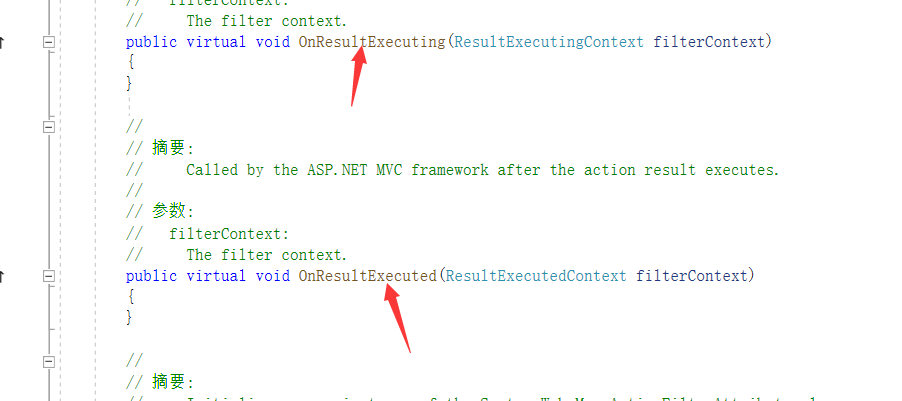 //   filterContext:
//     The filter context.
public virtual void OnResultExecuting(ResultExecutingContext filterContext)
{
}
//
// 摘要:
//     Called by the ASP.NET MVC framework after the action result executes.
//
// 参数:
//   filterContext:
//     The filter context.
public virtual void OnResultExecuted(ResultExecutedContext filterContext)
{
}
//
// 摘要:
//